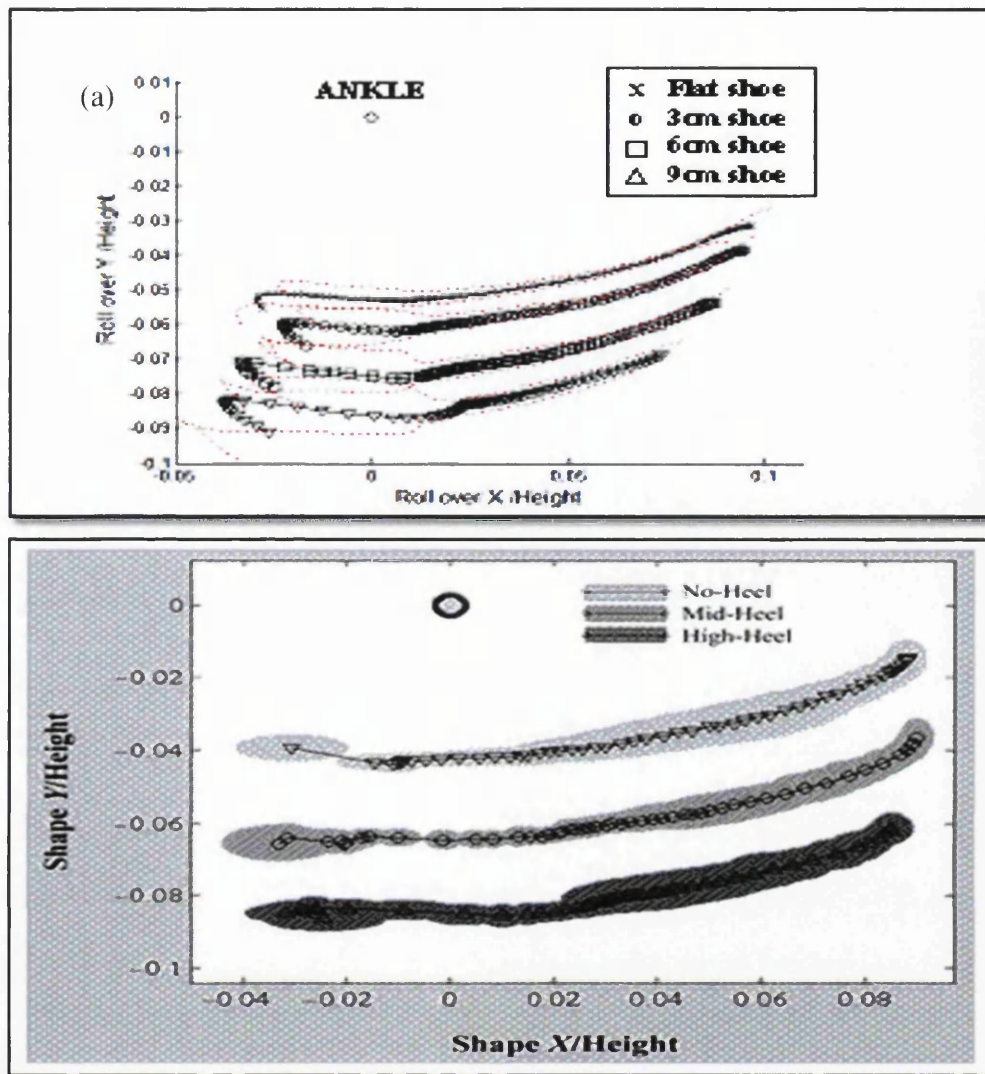 (a)
ANKLE
x Flat shoe
o 3cm shoe
□ 6cm shoe
△ 9cm shoe
Roll over Y /Height
0 01
0
-0 01
-0 02
-0 03
-0 04
-0 05
-0 06
-0 07
-0 08
-0 09
-0.1
-0.05
0
0.05
0.1
Roll over X /Height
No-Heel
Mid-Heel
High-Heel
Shape Y/Height
0
−0.02
−0.04
−0.06
−0.08
−0.1
−0.04
−0.02
0
0.02
0.04
0.06
0.08
Shape X/Height